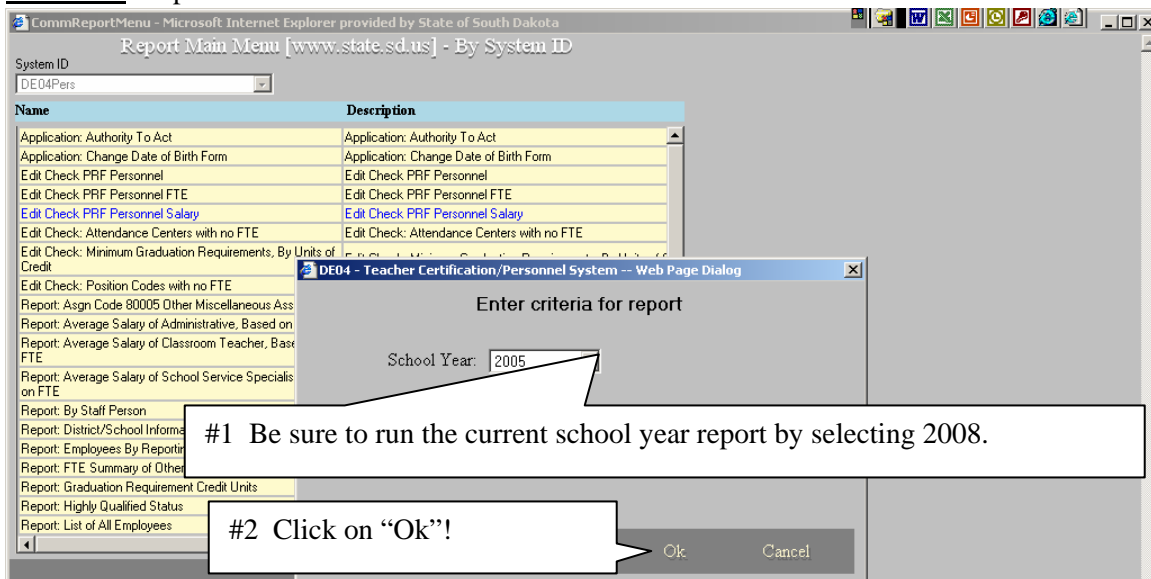 CommReportMenu - Microsoft Internet Explorer provided by State of South Dakota
Report Main Menu [www.state.sd.us] - By System ID
System ID
DE04Pers
Name Description
Application: Authority To Act Application: Authority To Act
Application: Change Date of Birth Form Application: Change Date of Birth Form
Edit Check PRF Personnel Edit Check PRF Personnel
Edit Check PRF Personnel FTE Edit Check PRF Personnel FTE
Edit Check PRF Personnel Salary Edit Check PRF Personnel Salary
Edit Check: Attendance Centers with no FTE Edit Check: Attendance Centers with no FTE
Edit Check: Minimum Graduation Requirements, By Units of
Credit
Edit Check: Position Codes with no FTE
Report: Asgn Code 80005 Other Miscellaneous Ass
Report: Average Salary of Administrative, Based on
Report: Average Salary of Classroom Teacher, Base
FTE
Report: Average Salary of School Service Specialis
on FTE
Report: By Staff Person
Report: District/School Informa
Report: Employees By Reportin
Report: FTE Summary of Other
Report: Graduation Requirement Credit Units
Report: Highly Qualified Status
Report: List of All Employees
DE04 - Teacher Certification/Personnel System -- Web Page Dialog
Enter criteria for report
School Year: 2005
#1 Be sure to run the current school year report by selecting 2008.
#2 Click on “Ok”!
Ok Cancel